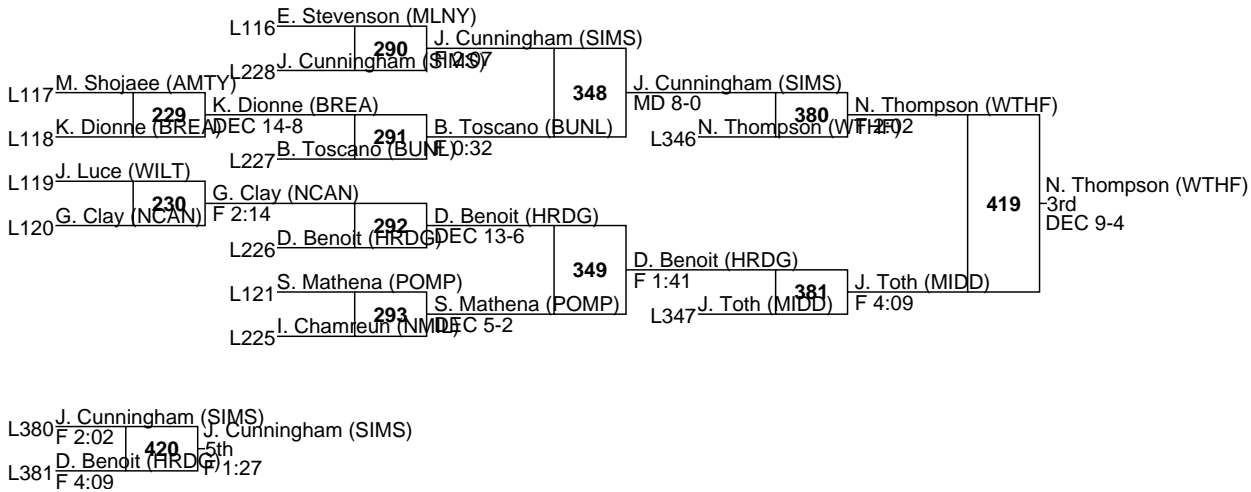 L116 E. Stevenson (MLNY)
290
J. Cunningham (SIMS)
F 2:07
L228 J. Cunningham (SIMS)
L117 M. Shojaee (AMTY)
229
K. Dionne (BREA)
DEC 14-8
L118 K. Dionne (BREA)
291
B. Toscano (BUNL)
F 0:32
L227 B. Toscano (BUNL)
348
J. Cunningham (SIMS)
MD 8-0
380
N. Thompson (WTHF)
F 2:02
L346 N. Thompson (WTHF)
L119 J. Luce (WILT)
230
G. Clay (NCAN)
F 2:14
L120 G. Clay (NCAN)
292
D. Benoit (HRDG)
DEC 13-6
L226 D. Benoit (HRDG)
349
D. Benoit (HRDG)
F 1:41
L121 S. Mathena (POMP)
293
S. Mathena (POMP)
DEC 5-2
L225 I. Chamreun (NMIL)
381
J. Toth (MIDD)
F 4:09
L347 J. Toth (MIDD)
419
N. Thompson (WTHF)
3rd
DEC 9-4
L380 J. Cunningham (SIMS)
F 2:02
420
J. Cunningham (SIMS)
5th
F 1:27
L381 D. Benoit (HRDG)
F 4:09